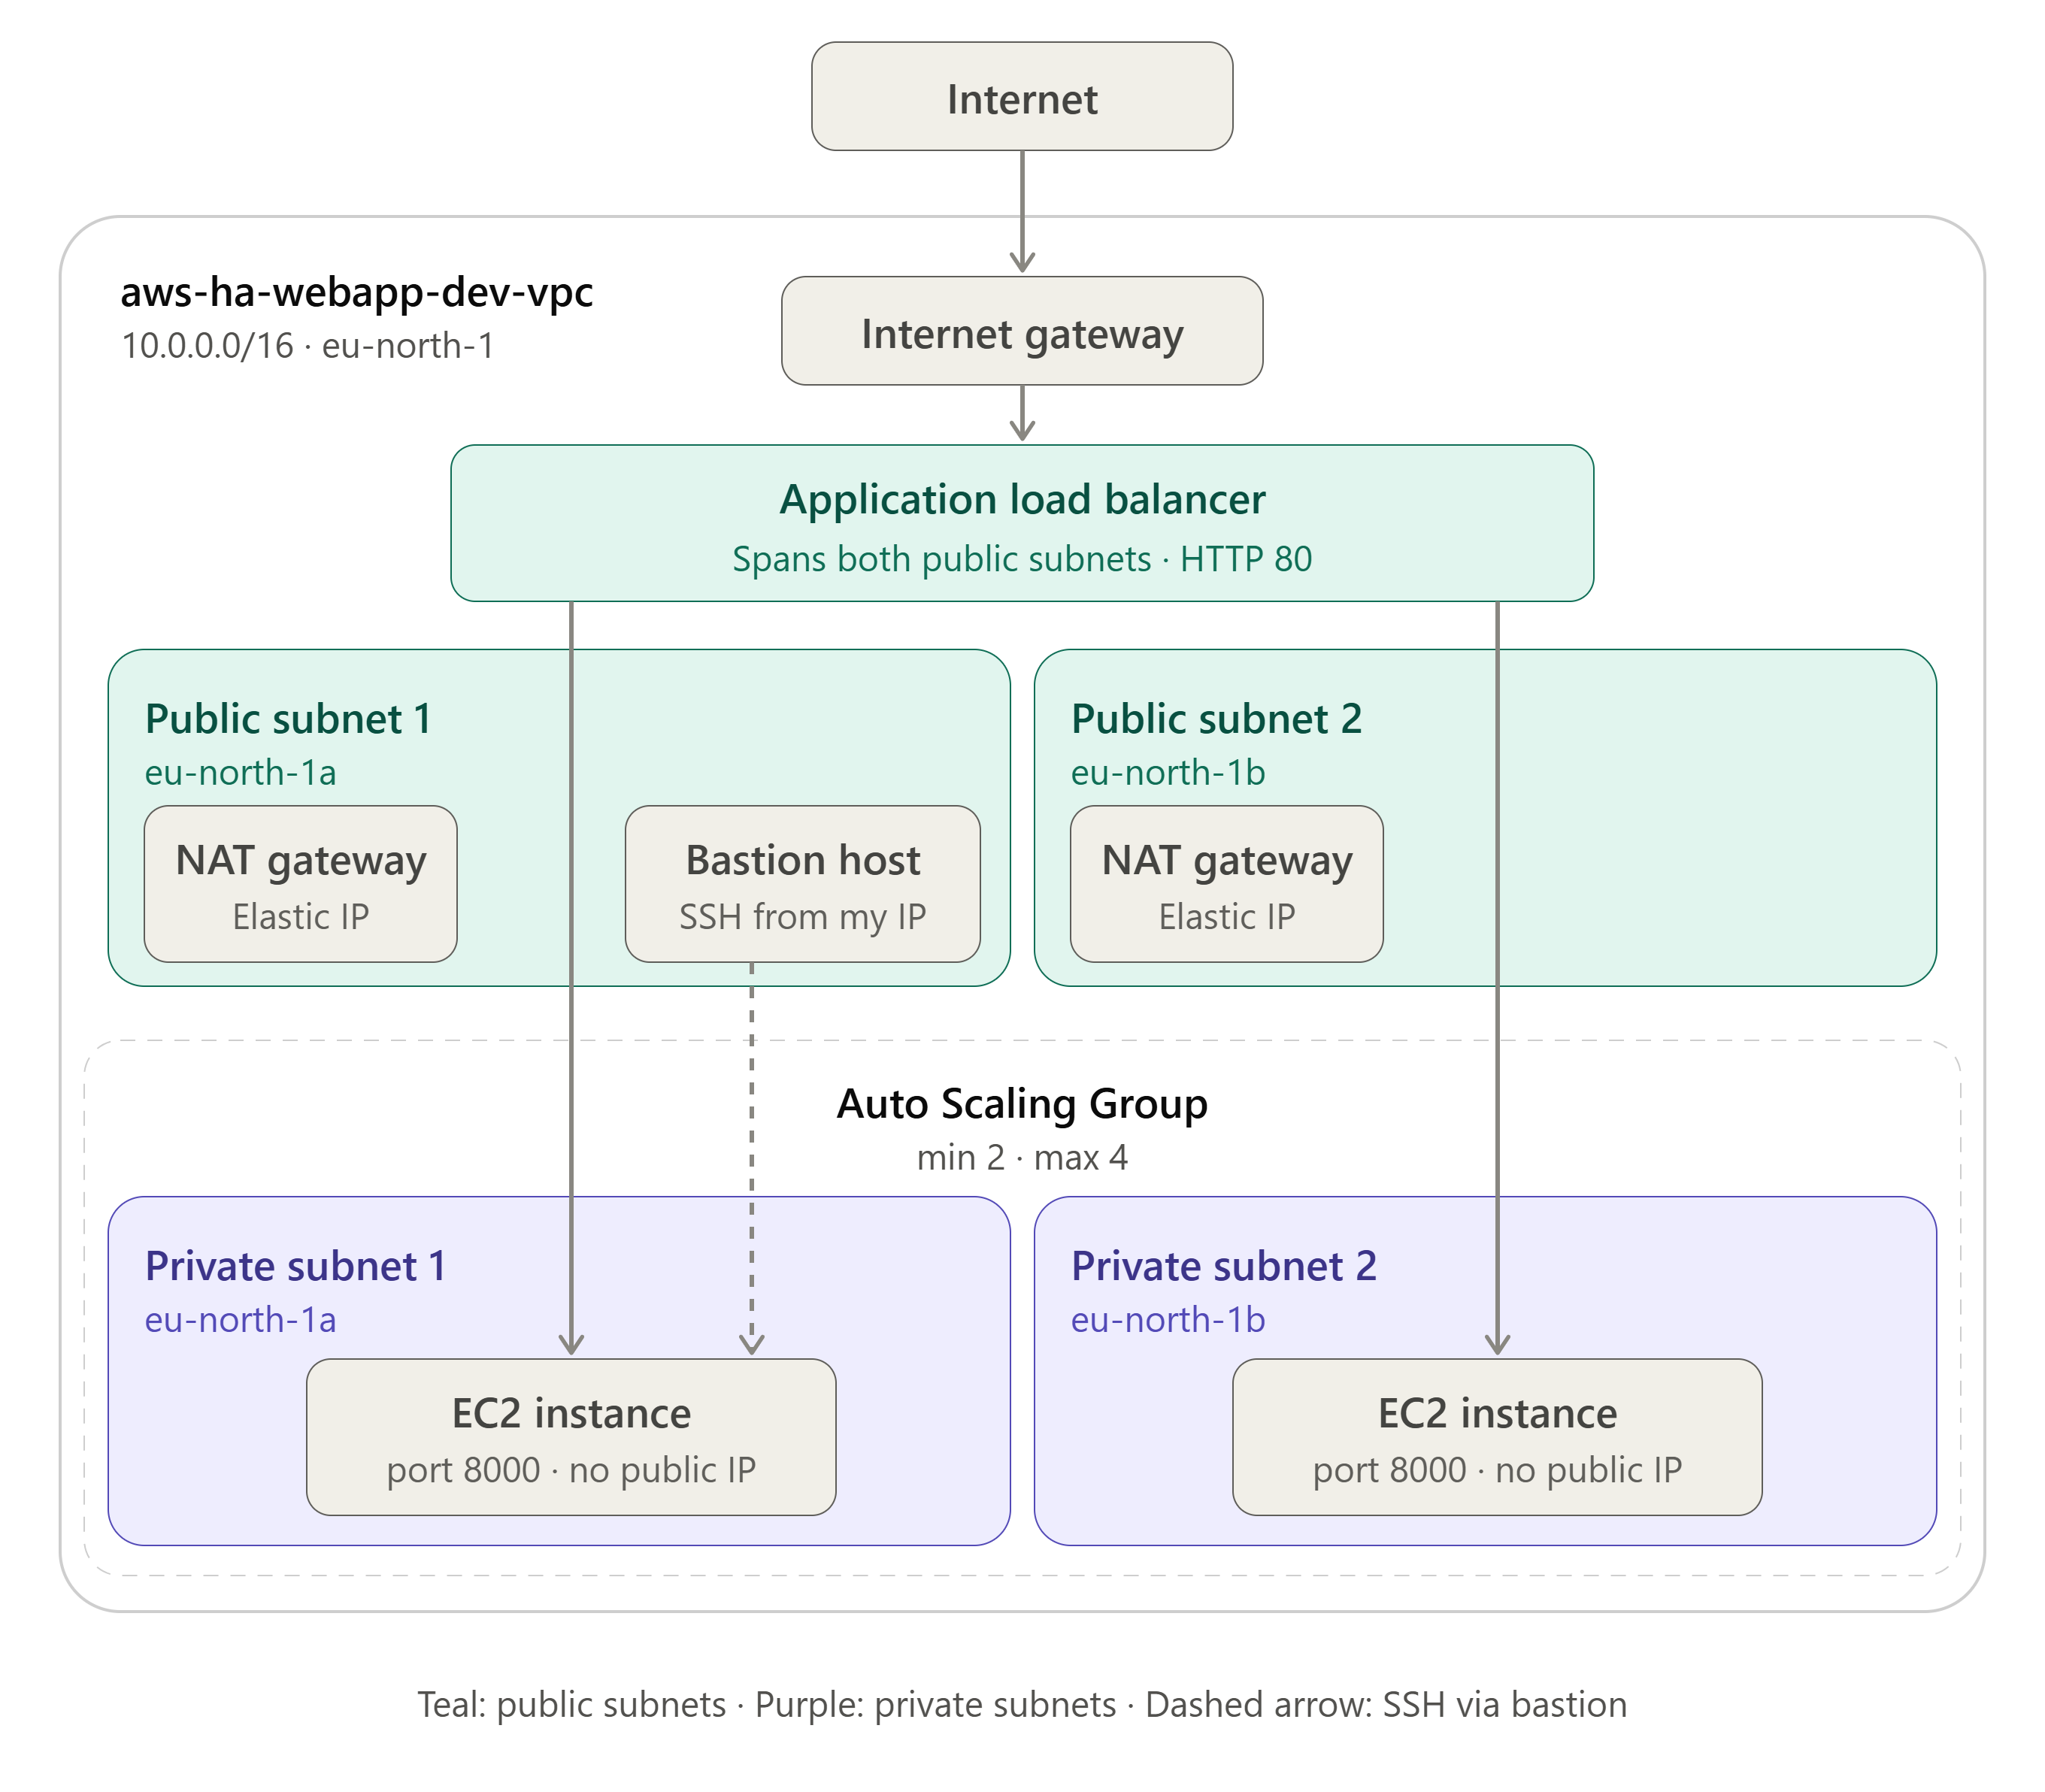 Internet
aws-ha-webapp-dev-vpc
10.0.0.0/16 · eu-north-1
Internet gateway
Application load balancer
Spans both public subnets · HTTP 80
Public subnet 1
eu-north-1a
NAT gateway
Elastic IP
Bastion host
SSH from my IP
Public subnet 2
eu-north-1b
NAT gateway
Elastic IP
Auto Scaling Group
min 2 · max 4
Private subnet 1
eu-north-1a
EC2 instance
port 8000 · no public IP
Private subnet 2
eu-north-1b
EC2 instance
port 8000 · no public IP
Teal: public subnets · Purple: private subnets · Dashed arrow: SSH via bastion